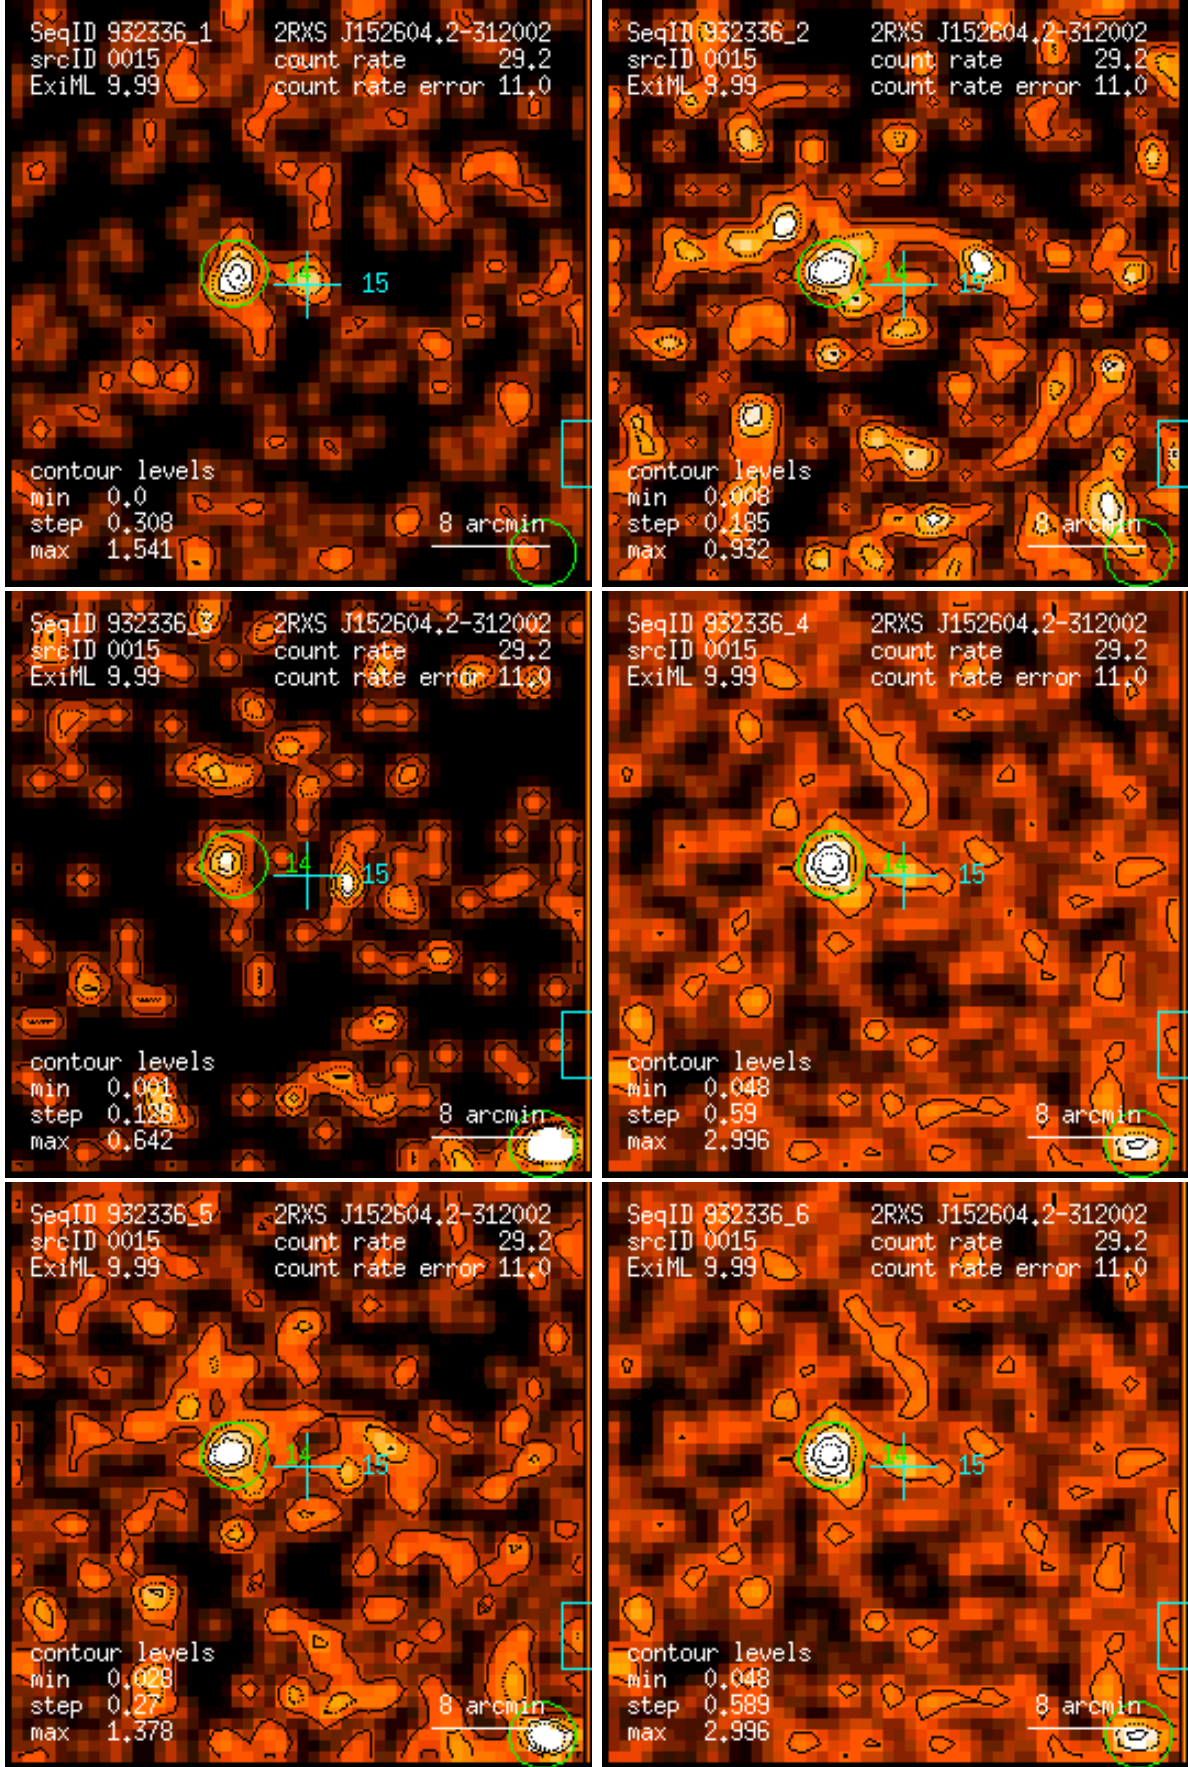 SeqID 932336_1 2RXS J152604.2-312002
srcID 0015 count rate 29.2
ExiML 9.99 count rate error 11.0
14
15
contour levels
min 0.0
step 0.308 8 arcmin
max 1.541
SeqID 932336_2 2RXS J152604.2-312002
srcID 0015 count rate 29.2
ExiML 9.99 count rate error 11.0
14
15
contour levels
min 0.008
step 0.185 8 arcmin
max 0.932
SeqID 932336_3 2RXS J152604.2-312002
srcID 0015 count rate 29.2
ExiML 9.99 count rate error 11.0
14
15
contour levels
min 0.001
step 0.128 8 arcmin
max 0.642
SeqID 932336_4 2RXS J152604.2-312002
srcID 0015 count rate 29.2
ExiML 9.99 count rate error 11.0
14
15
contour levels
min 0.048
step 0.59 8 arcmin
max 2.996
SeqID 932336_5 2RXS J152604.2-312002
srcID 0015 count rate 29.2
ExiML 9.99 count rate error 11.0
14
15
contour levels
min 0.028
step 0.27 8 arcmin
max 1.378
SeqID 932336_6 2RXS J152604.2-312002
srcID 0015 count rate 29.2
ExiML 9.99 count rate error 11.0
14
15
contour levels
min 0.048
step 0.589 8 arcmin
max 2.996